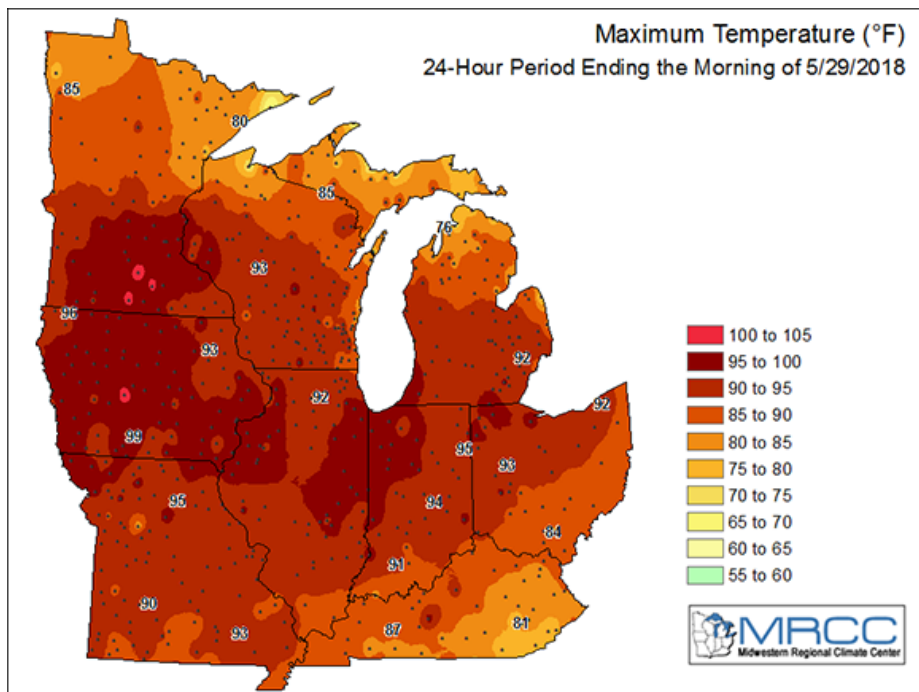 Maximum Temperature (°F)
24-Hour Period Ending the Morning of 5/29/2018
85
80
85
76
93
96
93
92
92
99
92
95
93
95
94
84
91
90
93
87
81
100 to 105
95 to 100
90 to 95
85 to 90
80 to 85
75 to 80
70 to 75
65 to 70
60 to 65
55 to 60
MRCC
Midwestern Regional Climate Center